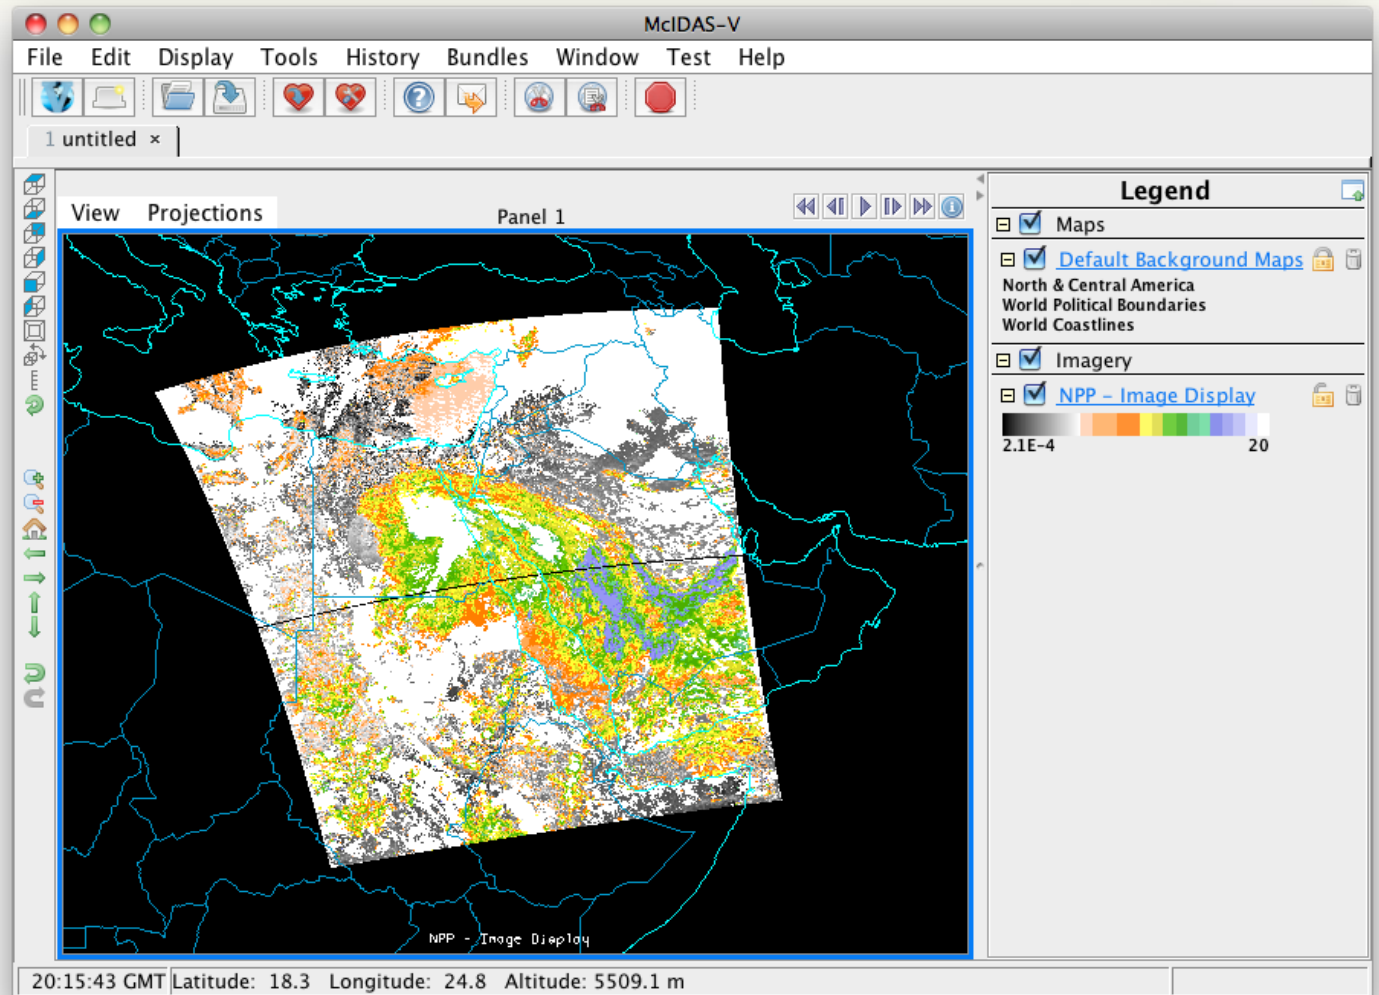 McIDAS-V
File Edit Display Tools History Bundles Window Test Help
1 untitled ×
View Projections
Panel 1
Legend
Maps
Default Background Maps
North & Central America
World Political Boundaries
World Coastlines
Imagery
NPP - Image Display
2.1E-4 20
NPP - Image Display
20:15:43 GMT Latitude: 18.3 Longitude: 24.8 Altitude: 5509.1 m